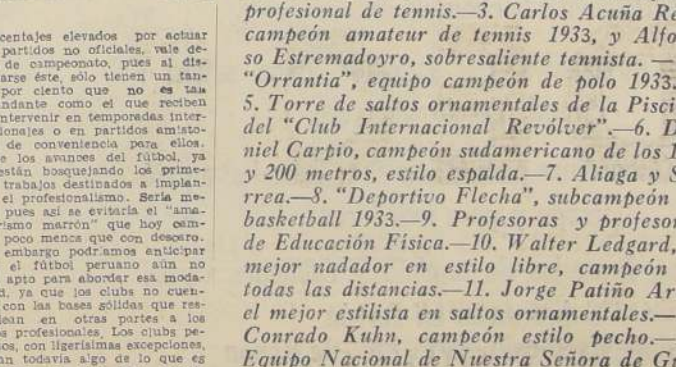 centajes elevados por actuar
partidos no oficiales, vale de-
de campeonato, pues al dis-
arse éste, sólo tienen un tan-
por ciento que no es tan
ndante como el que reciben
ntervenir en temporadas inter-
ionales o en partidos amisto-
de conveniencia para ellos.
e los avances del fútbol, ya
están bosquejando los prime-
trabajos destinados a implan-
el profesionalismo. Sería me-
pues así se evitaría el "ama-
rismo marrón" que hoy cam-
poco menos que con descaro.
embargo podríamos anticipar
el fútbol peruano aún no
apto para abordar esa moda-
d, ya que los clubs no cuen-
con las bases sólidas que res-
ldan en otras partes a los
s profesionales. Los clubs pe-
os, con ligerísimas excepciones,
an todavía algo de lo que es
profesional de tennis.—3. Carlos Acuña Re
campeón amateur de tennis 1933, y Alfo
so Estremadoyro, sobresaliente tennista. —
"Orrantia", equipo campeón de polo 1933.
5. Torre de saltos ornamentales de la Pisci
del "Club Internacional Revólver".—6. D
niel Carpio, campeón sudamericano de los 1
y 200 metros, estilo espalda.—7. Aliaga y S
rrea.—8. "Deportivo Flecha", subcampeón
basketball 1933.—9. Profesoras y profesor
de Educación Física.—10. Walter Ledgard,
mejor nadador en estilo libre, campeón
todas las distancias.—11. Jorge Patiño Ar
el mejor estilista en saltos ornamentales.—
Conrado Kuhn, campeón estilo pecho.—
Equipo Nacional de Nuestra Señora de Gu